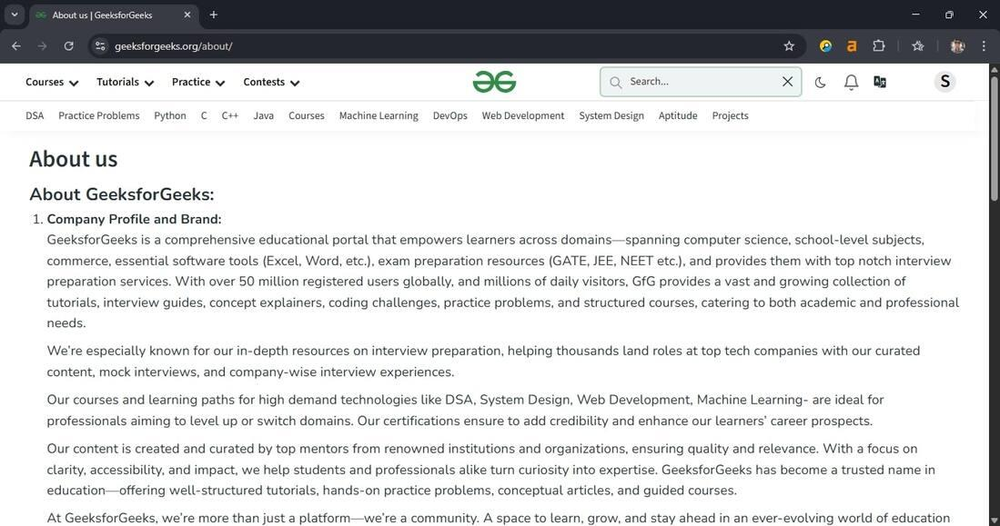 About us | GeeksforGeeks
geeksforgeeks.org/about/
Courses Tutorials Practice Contests Search... S
DSA Practice Problems Python C C++ Java Courses Machine Learning DevOps Web Development System Design Aptitude Projects
About us
About GeeksforGeeks:
1. Company Profile and Brand:
GeeksforGeeks is a comprehensive educational portal that empowers learners across domains—spanning computer science, school-level subjects,
commerce, essential software tools (Excel, Word, etc.), exam preparation resources (GATE, JEE, NEET etc.), and provides them with top notch interview
preparation services. With over 50 million registered users globally, and millions of daily visitors, GfG provides a vast and growing collection of
tutorials, interview guides, concept explainers, coding challenges, practice problems, and structured courses, catering to both academic and professional
needs.
We’re especially known for our in-depth resources on interview preparation, helping thousands land roles at top tech companies with our curated
content, mock interviews, and company-wise interview experiences.
Our courses and learning paths for high demand technologies like DSA, System Design, Web Development, Machine Learning- are ideal for
professionals aiming to level up or switch domains. Our certifications ensure to add credibility and enhance our learners’ career prospects.
Our content is created and curated by top mentors from renowned institutions and organizations, ensuring quality and relevance. With a focus on
clarity, accessibility, and impact, we help students and professionals alike turn curiosity into expertise. GeeksforGeeks has become a trusted name in
education—offering well-structured tutorials, hands-on practice problems, conceptual articles, and guided courses.
At GeeksforGeeks, we’re more than just a platform—we’re a community. A space to learn, grow, and stay ahead in an ever-evolving world of education